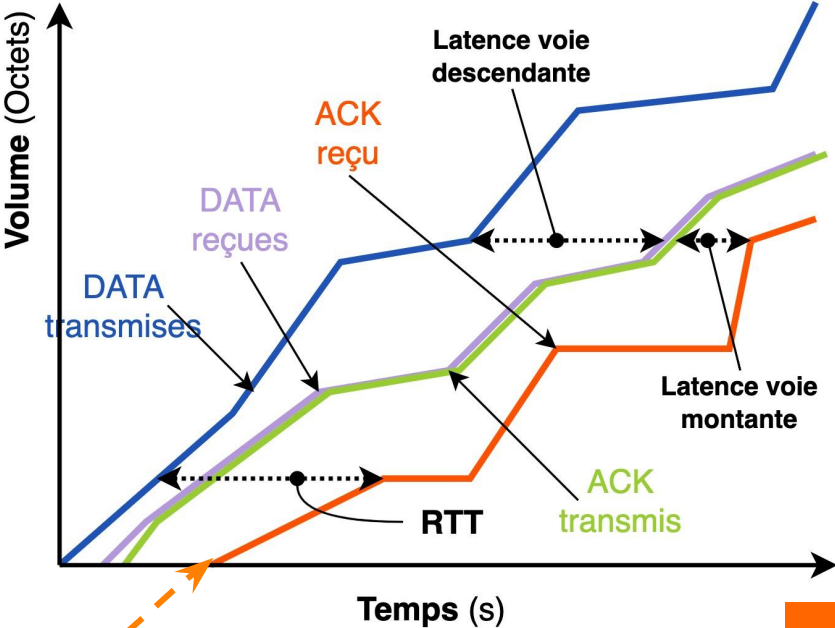 Volume (Octets)
Latence voie
descendante
ACK
reçu
DATA
reçues
DATA
transmises
Latence voie
montante
ACK
transmis
RTT
Temps (s)